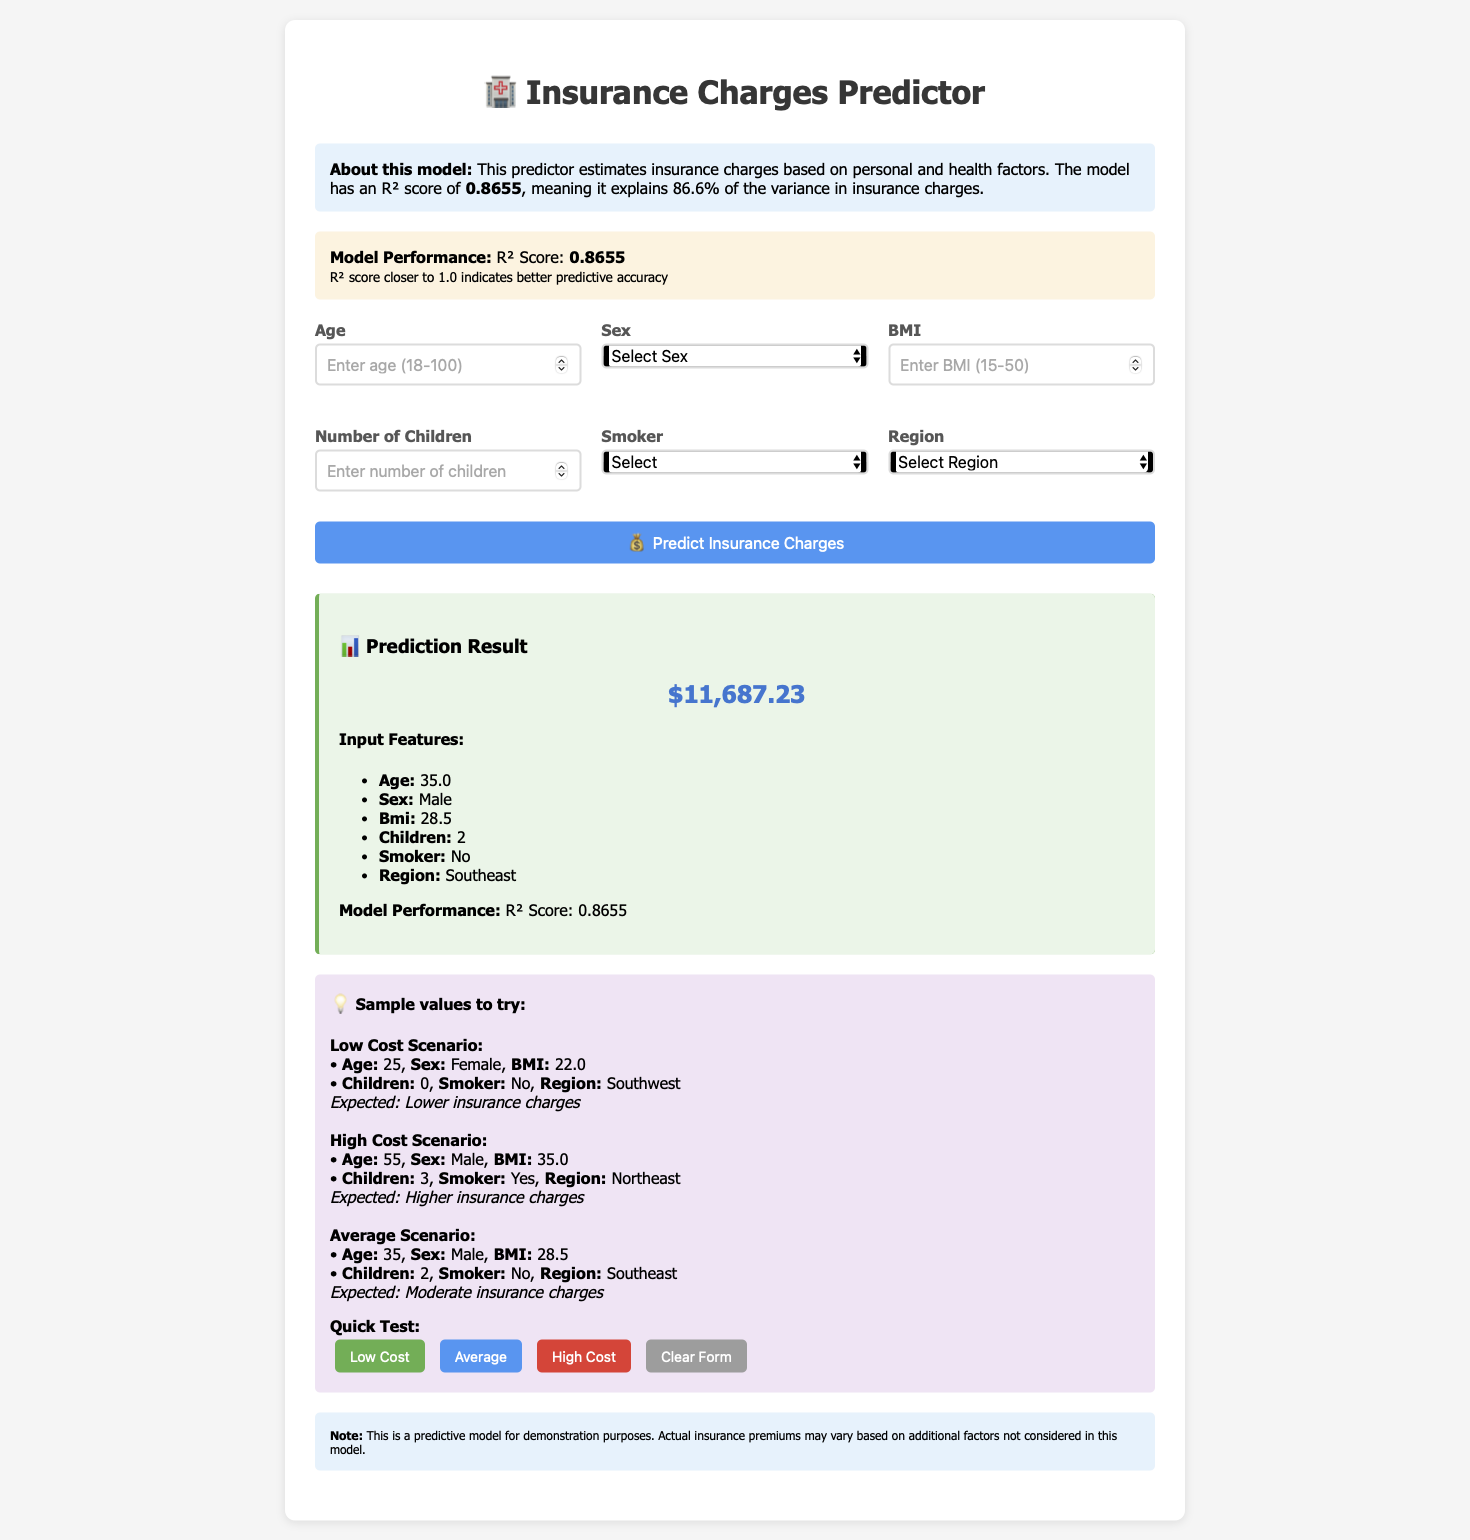 🏥 Insurance Charges Predictor
About this model: This predictor estimates insurance charges based on personal and health factors. The model
has an R² score of 0.8655, meaning it explains 86.6% of the variance in insurance charges.
Model Performance: R² Score: 0.8655
R² score closer to 1.0 indicates better predictive accuracy
Age Sex BMI
Enter age (18-100) Select Sex Enter BMI (15-50)
Number of Children Smoker Region
Enter number of children Select Select Region
💰 Predict Insurance Charges
📊 Prediction Result
$11,687.23
Input Features:
• Age: 35.0
• Sex: Male
• Bmi: 28.5
• Children: 2
• Smoker: No
• Region: Southeast
Model Performance: R² Score: 0.8655
💡 Sample values to try:
Low Cost Scenario:
• Age: 25, Sex: Female, BMI: 22.0
• Children: 0, Smoker: No, Region: Southwest
Expected: Lower insurance charges
High Cost Scenario:
• Age: 55, Sex: Male, BMI: 35.0
• Children: 3, Smoker: Yes, Region: Northeast
Expected: Higher insurance charges
Average Scenario:
• Age: 35, Sex: Male, BMI: 28.5
• Children: 2, Smoker: No, Region: Southeast
Expected: Moderate insurance charges
Quick Test:
Low Cost Average High Cost Clear Form
Note: This is a predictive model for demonstration purposes. Actual insurance premiums may vary based on additional factors not considered in this
model.